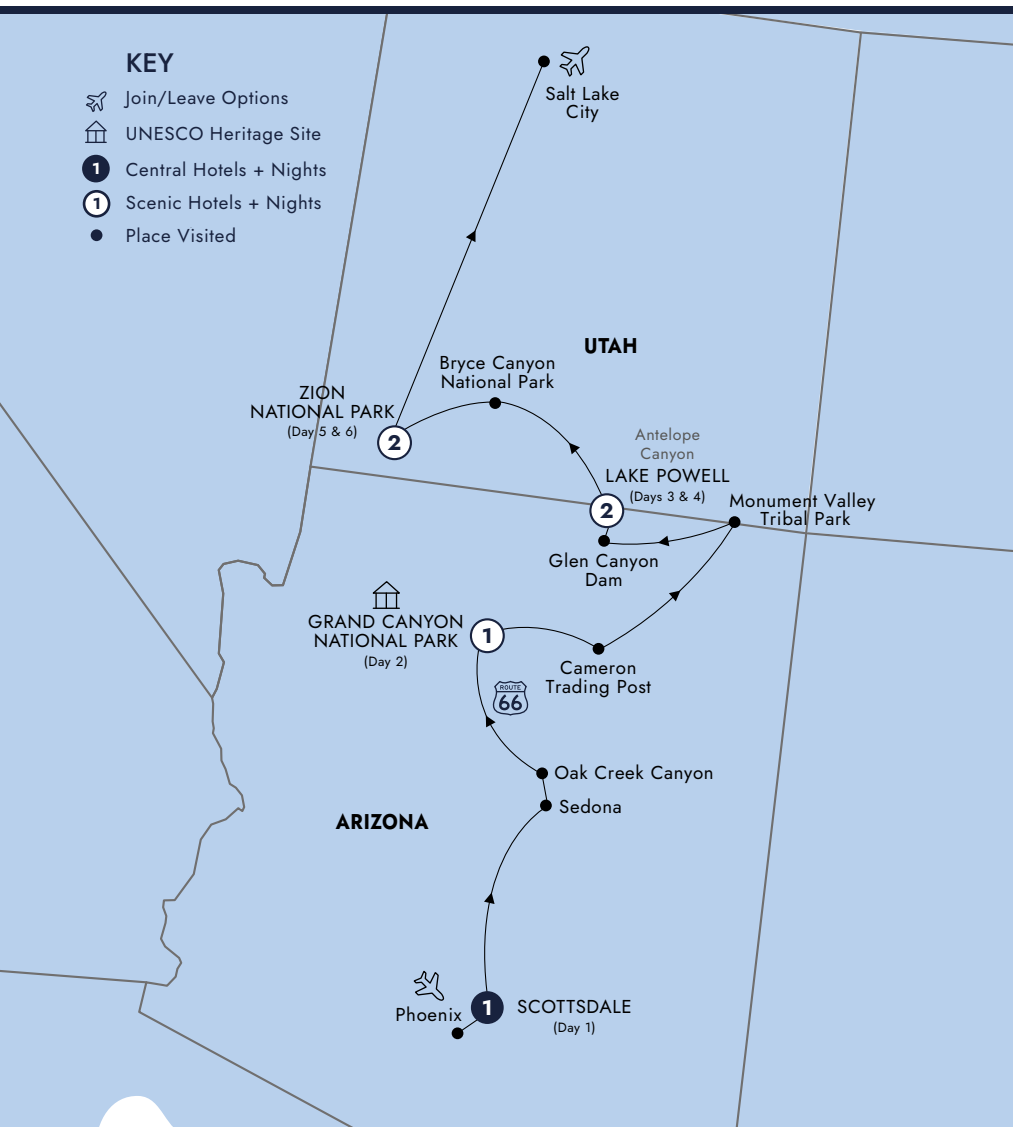 KEY
Join/Leave Options
UNESCO Heritage Site
1 Central Hotels + Nights
1 Scenic Hotels + Nights
Place Visited
Salt Lake
City
UTAH
Bryce Canyon
National Park
ZION
NATIONAL PARK
(Day 5 & 6)
2
Antelope
Canyon
LAKE POWELL
(Days 3 & 4)
2
Monument Valley
Tribal Park
Glen Canyon
Dam
GRAND CANYON
NATIONAL PARK
(Day 2)
1
Cameron
Trading Post
ROUTE
66
Oak Creek Canyon
Sedona
ARIZONA
Phoenix
1
SCOTTSDALE
(Day 1)